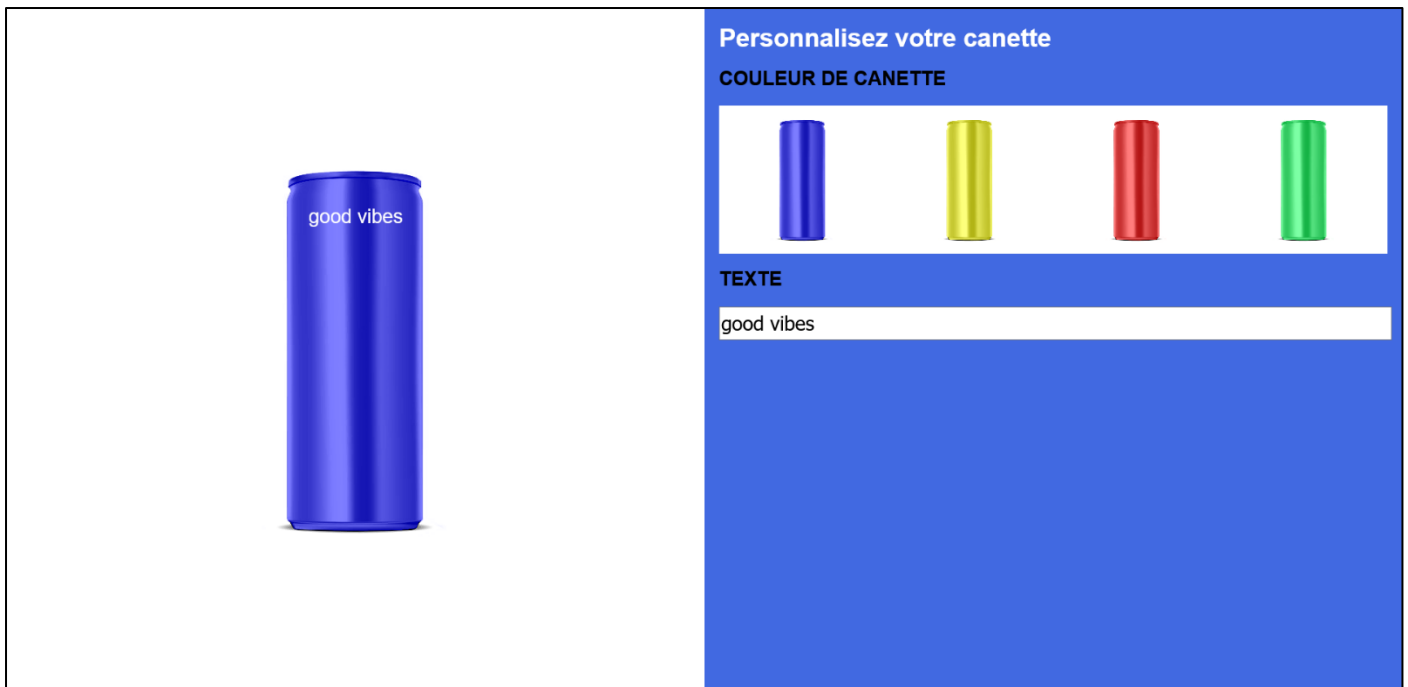 good vibes
Personnalisez votre canette
COULEUR DE CANETTE
TEXTE
good vibes